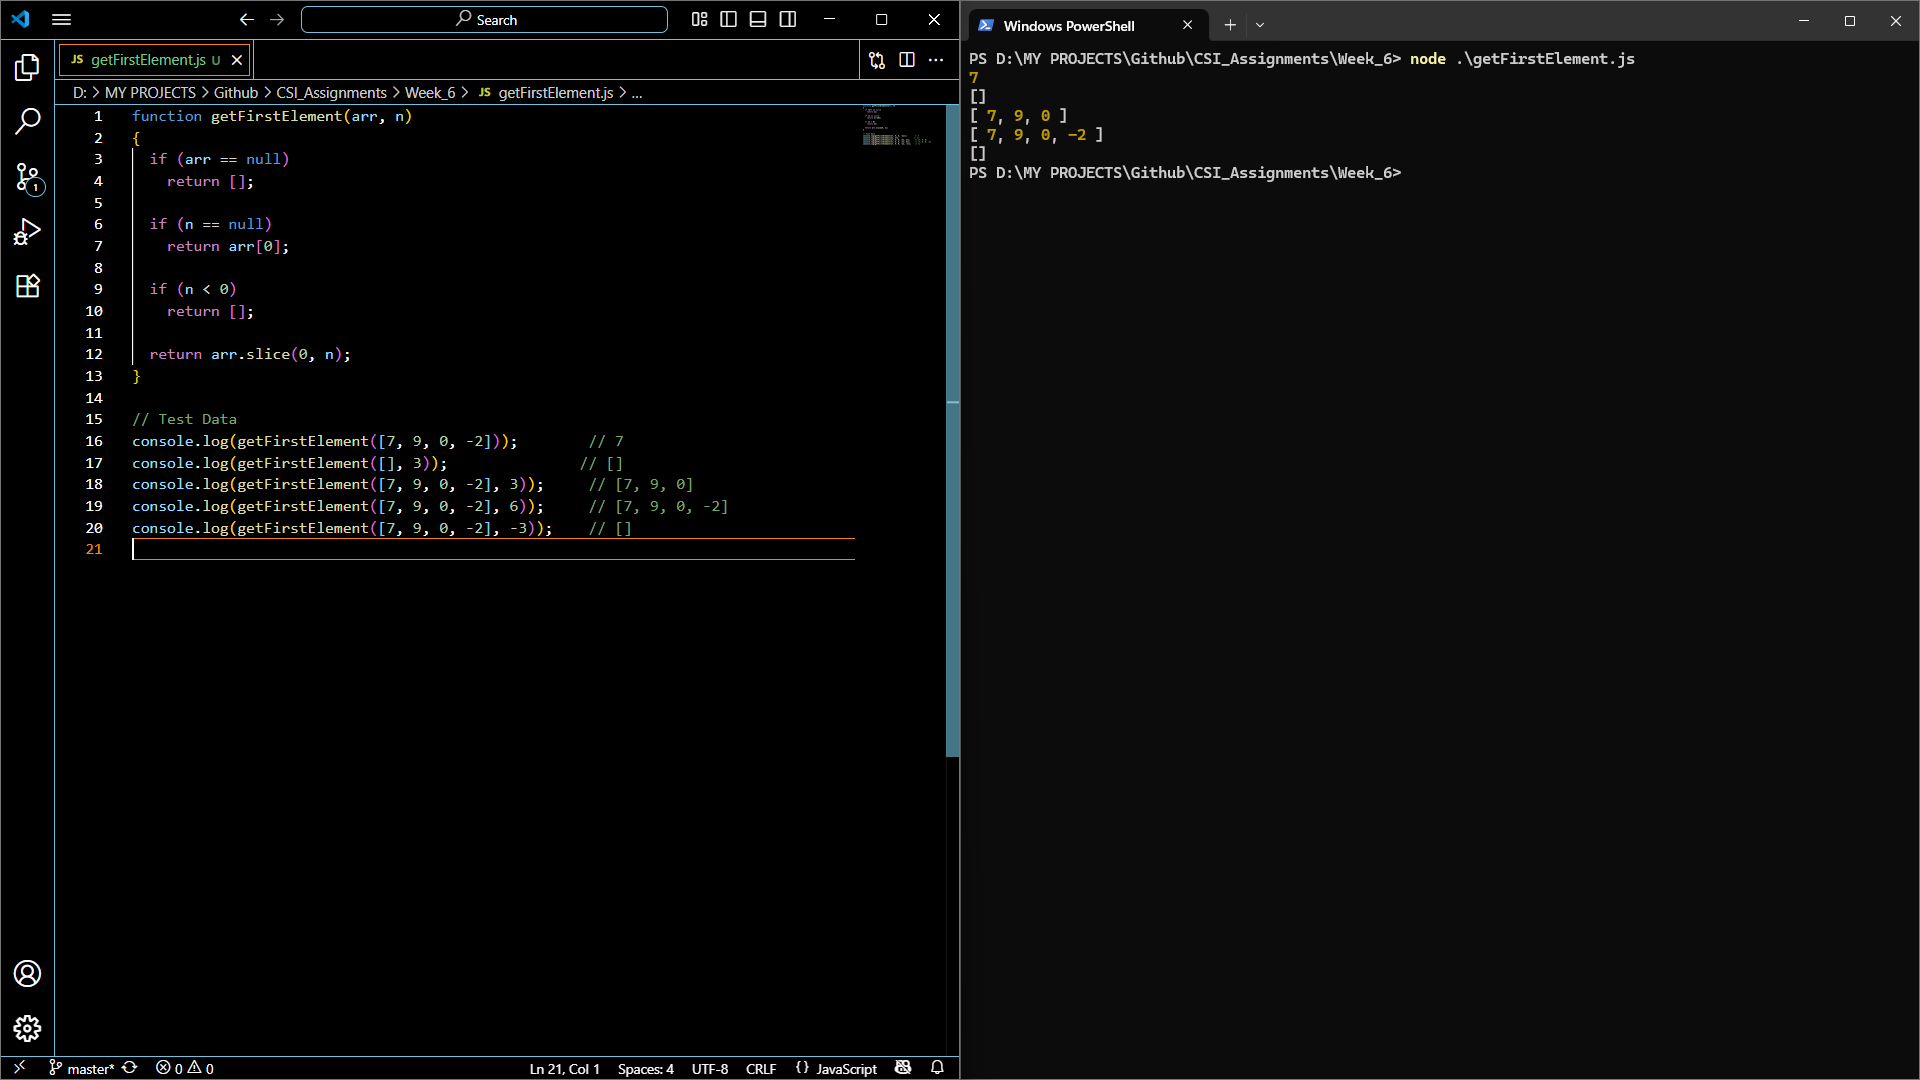 Search
JS getFirstElement.js U
D: > MY PROJECTS > Github > CSI_Assignments > Week_6 > JS getFirstElement.js > ...
1 function getFirstElement(arr, n)
2 {
3   if (arr == null)
4     return [];
5
6   if (n == null)
7     return arr[0];
8
9   if (n < 0)
10     return [];
11
12   return arr.slice(0, n);
13 }
14
15 // Test Data
16 console.log(getFirstElement([7, 9, 0, -2]));        // 7
17 console.log(getFirstElement([], 3));               // []
18 console.log(getFirstElement([7, 9, 0, -2], 3));     // [7, 9, 0]
19 console.log(getFirstElement([7, 9, 0, -2], 6));     // [7, 9, 0, -2]
20 console.log(getFirstElement([7, 9, 0, -2], -3));    // []
21
1
master* 0 0 Ln 21, Col 1 Spaces: 4 UTF-8 CRLF {} JavaScript
Windows PowerShell
PS D:\MY PROJECTS\Github\CSI_Assignments\Week_6> node .\getFirstElement.js
7
[]
[ 7, 9, 0 ]
[ 7, 9, 0, -2 ]
[]
PS D:\MY PROJECTS\Github\CSI_Assignments\Week_6>